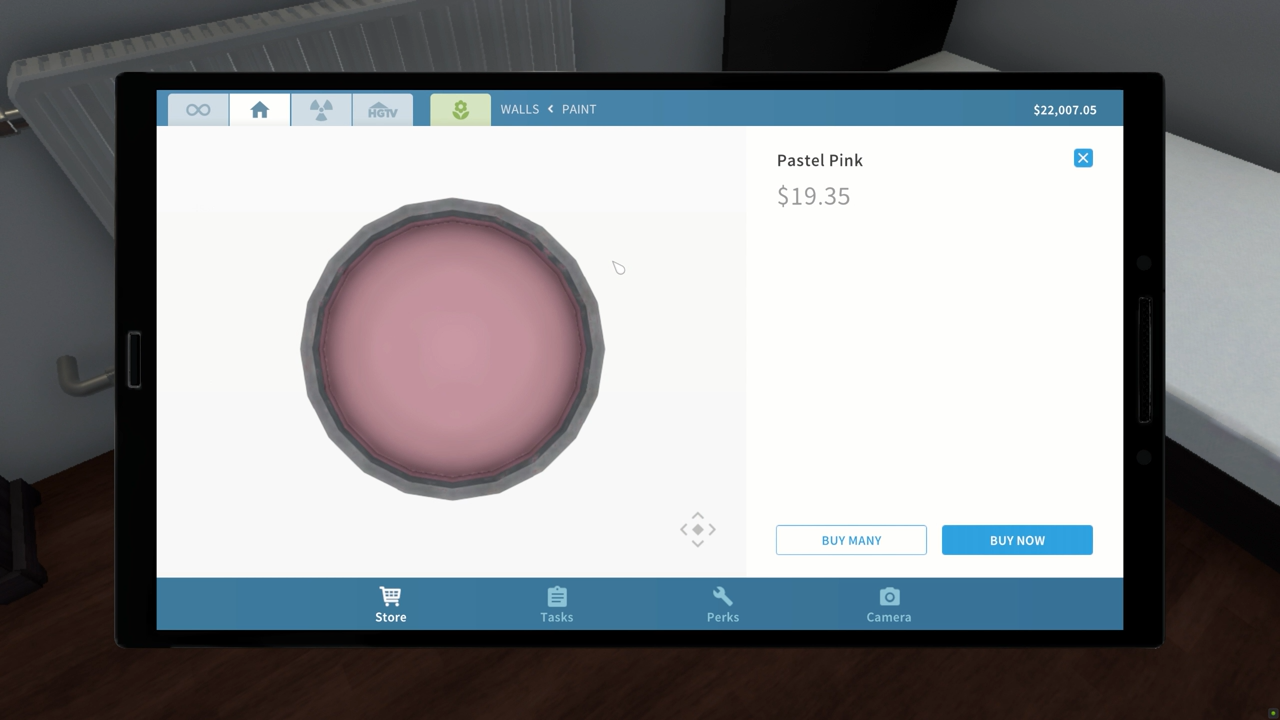 HGTV
WALLS < PAINT
$22,007.05
Pastel Pink
$19.35
BUY MANY
BUY NOW
Store
Tasks
Perks
Camera